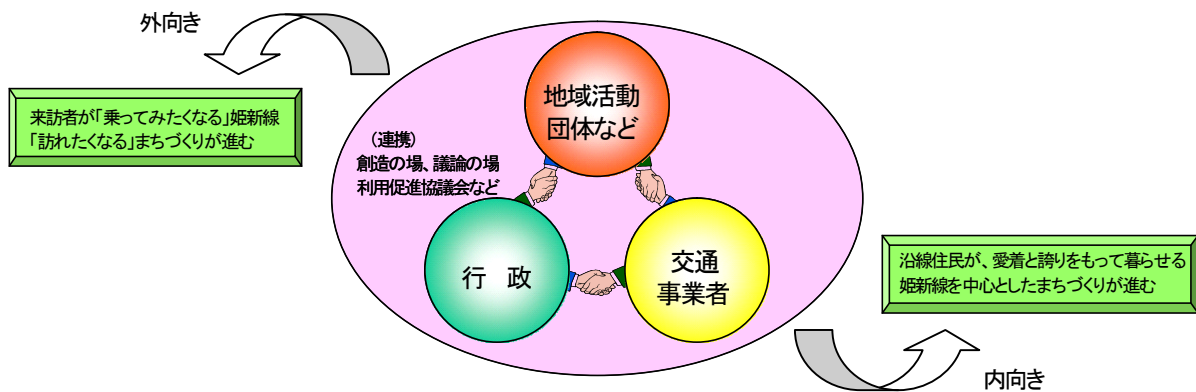 外向き
来訪者が「乗ってみたくなる」姫新線
「訪れたくなる」まちづくりが進む
地域活動
団体など
（連携）
創造の場、議論の場
利用促進協議会など
行　政
交通
事業者
沿線住民が、愛着と誇りをもって暮らせる
姫新線を中心としたまちづくりが進む
内向き